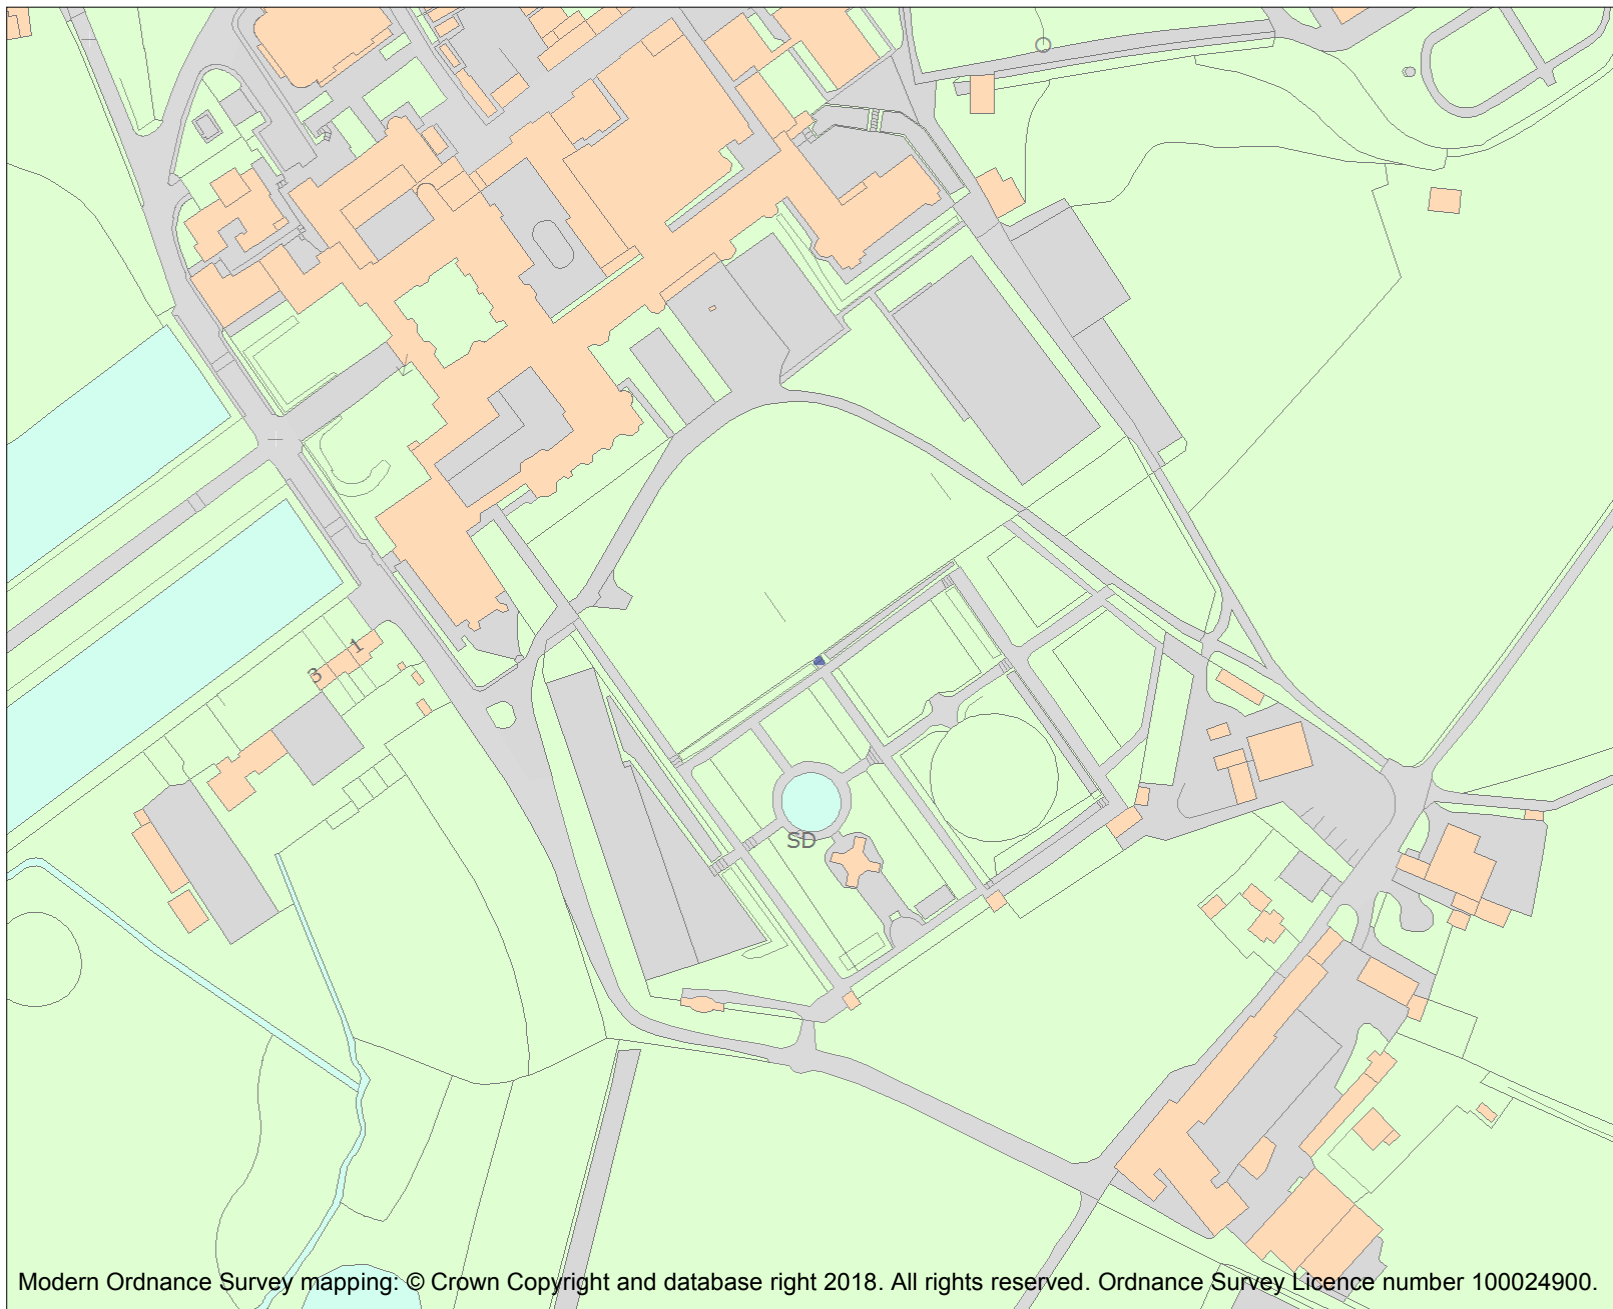 1
3
SD
Modern Ordnance Survey mapping: © Crown Copyright and database right 2018. All rights reserved. Ordnance Survey Licence number 100024900.